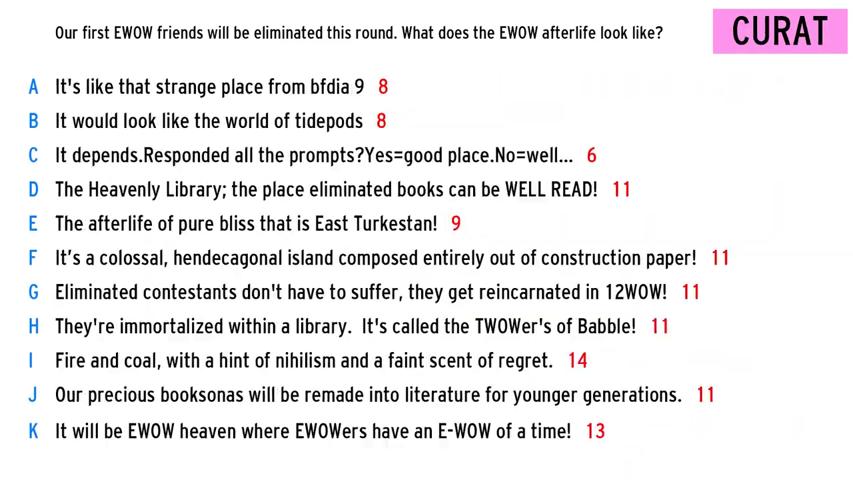 Our first EWOW friends will be eliminated this round. What does the EWOW afterlife look like?
CURAT
A It's like that strange place from bfdia 9 8
B It would look like the world of tidepods 8
C It depends.Responded all the prompts?Yes=good place.No=well... 6
D The Heavenly Library; the place eliminated books can be WELL READ! 11
E The afterlife of pure bliss that is East Turkestan! 9
F It’s a colossal, hendecagonal island composed entirely out of construction paper! 11
G Eliminated contestants don't have to suffer, they get reincarnated in 12WOW! 11
H They're immortalized within a library.  It's called the TWOWer's of Babble! 11
I Fire and coal, with a hint of nihilism and a faint scent of regret. 14
J Our precious booksonas will be remade into literature for younger generations. 11
K It will be EWOW heaven where EWOWers have an E-WOW of a time! 13